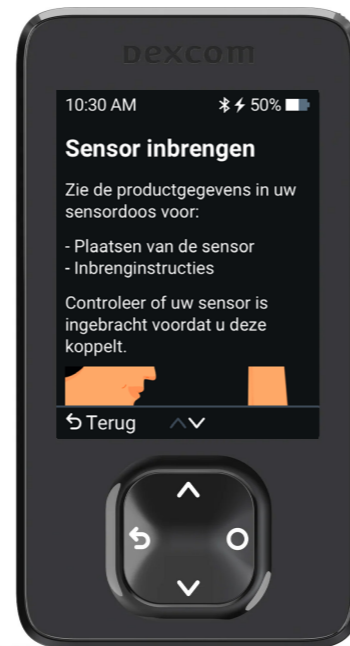 Dexcom
10:30 AM 50%
Sensor inbrengen
Zie de productgegevens in uw
sensordoos voor:
- Plaatsen van de sensor
- Inbrenginstructies
Controleer of uw sensor is
ingebracht voordat u deze
koppelt.
Terug